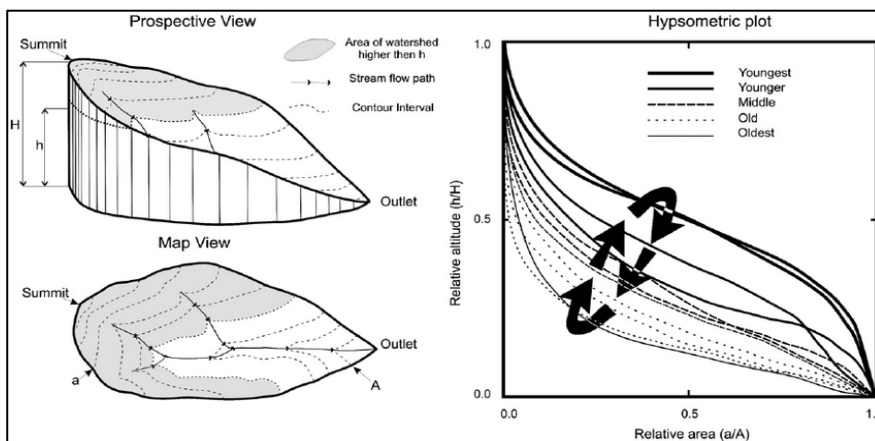 Prospective View
Summit
Area of watershed
higher then h
Stream flow path
Contour Interval
H
h
Outlet
Map View
Summit
Outlet
a
A
Hypsometric plot
1.0
Youngest
Younger
Middle
Old
Oldest
Relative altitude (h/H)
0.5
0.0
0.0
0.5
Relative area (a/A)